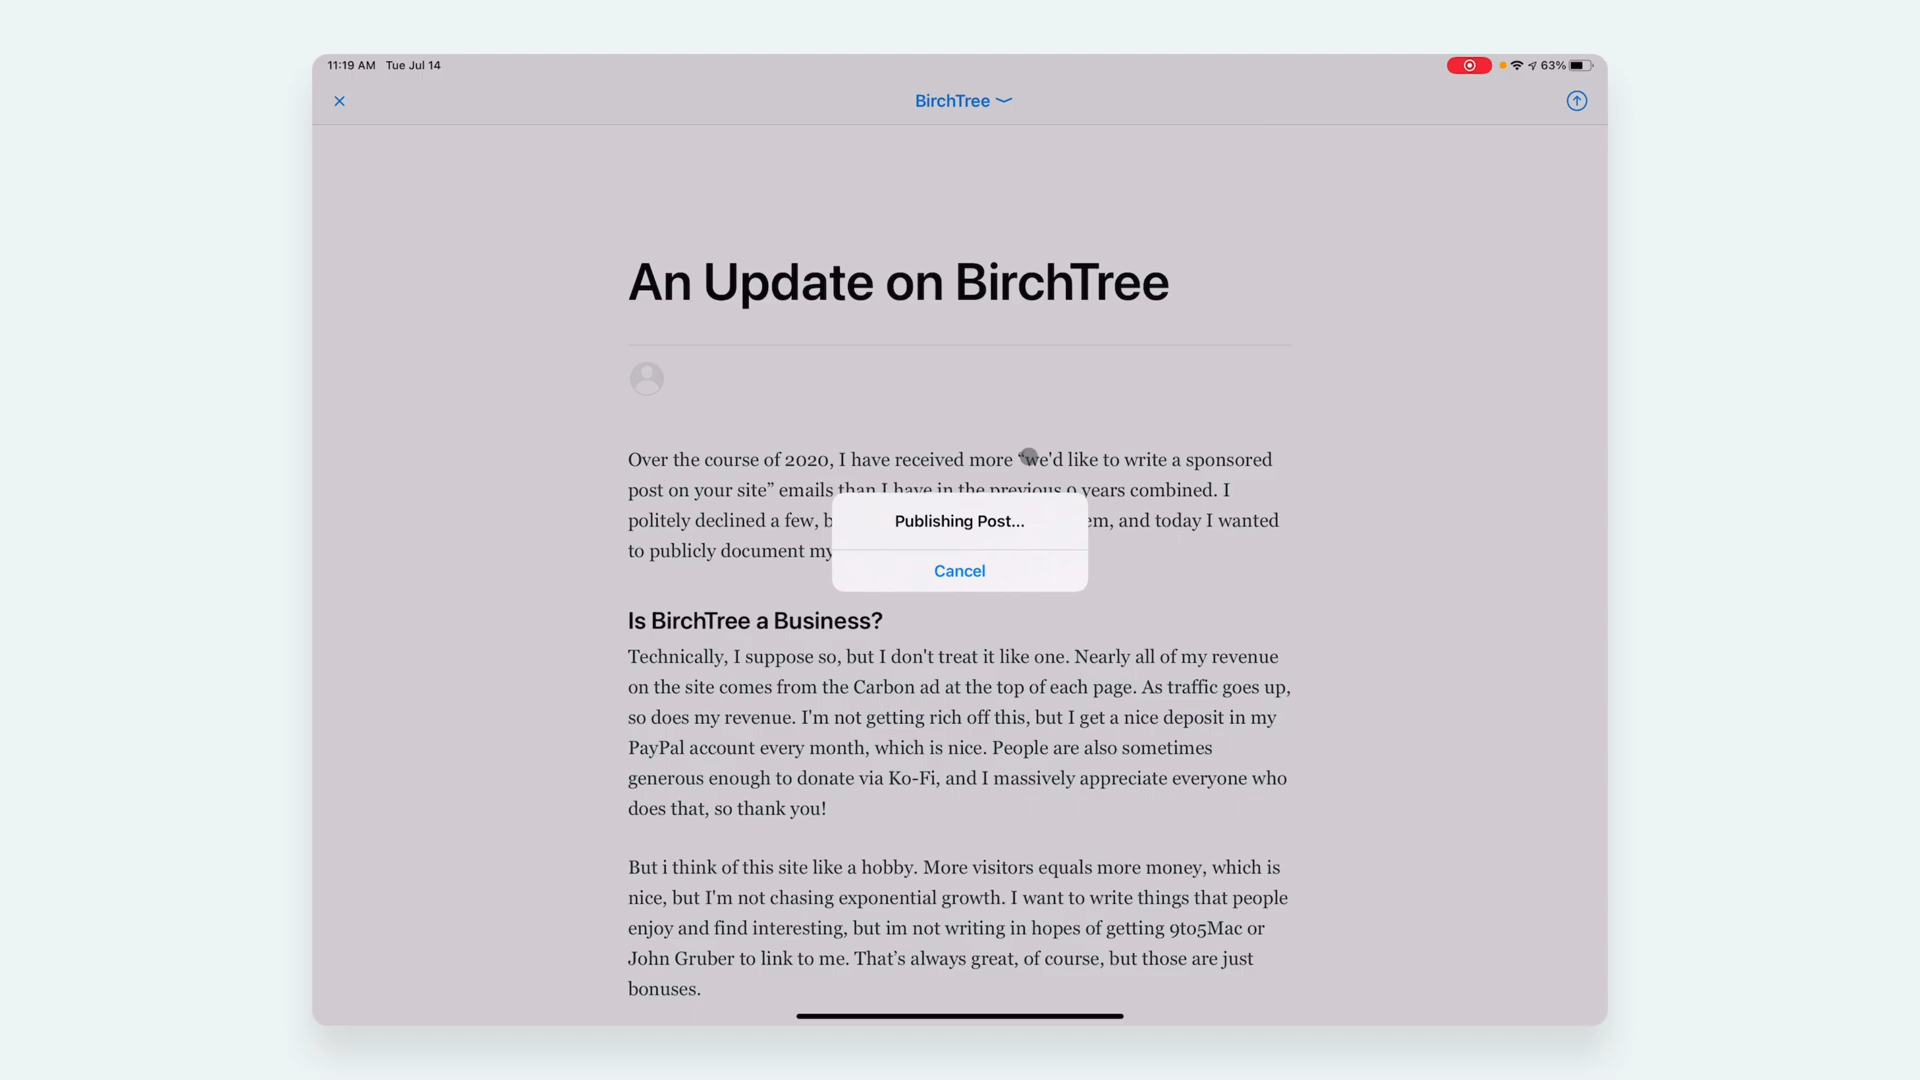 11:19 AM Tue Jul 14
63%
BirchTree
An Update on BirchTree
Over the course of 2020, I have received more “we'd like to write a sponsored
post on your site” emails than I have in the previous 9 years combined. I
politely declined a few, b em, and today I wanted
to publicly document my
Publishing Post...
Cancel
Is BirchTree a Business?
Technically, I suppose so, but I don't treat it like one. Nearly all of my revenue
on the site comes from the Carbon ad at the top of each page. As traffic goes up,
so does my revenue. I'm not getting rich off this, but I get a nice deposit in my
PayPal account every month, which is nice. People are also sometimes
generous enough to donate via Ko-Fi, and I massively appreciate everyone who
does that, so thank you!
But i think of this site like a hobby. More visitors equals more money, which is
nice, but I'm not chasing exponential growth. I want to write things that people
enjoy and find interesting, but im not writing in hopes of getting 9to5Mac or
John Gruber to link to me. That’s always great, of course, but those are just
bonuses.